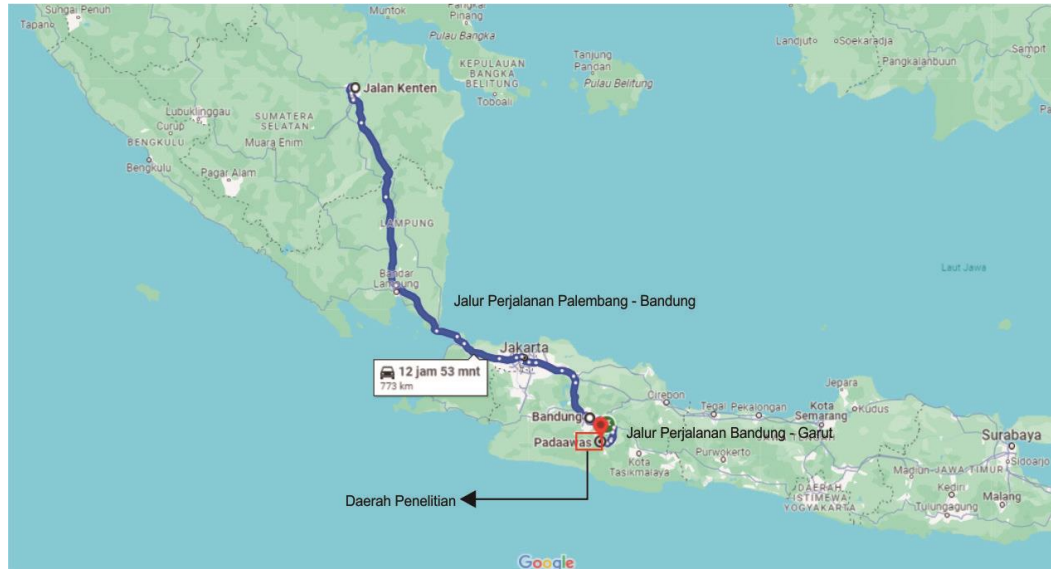 Sungai Penuh
Tapan
Muntok
Pangkal
Pinang
Pulau Bangka
KEPULAUAN
BANGKA
BELITUNG
Toboali
Tanjung
Pandan
Pulau Belitung
Landjut
Soekaradja
Pangkalanbuun
Sampit
Jalan Kenten
Lubuklinggau
Curup
BENGKULU
Bengkulu
SUMATERA
SELATAN
Muara Enim
Pagar Alam
LAMPUNG
Bandar
Lampung
Laut Jawa
Jalur Perjalanan Palembang - Bandung
Jakarta
12 jam 53 mnt
773 km
Bandung
Padaawas
Cirebon
Tegal
Pekalongan
Jepara
Kota
Semarang
Kudus
Surabaya
Sidoarjo
Jalur Perjalanan Bandung - Garut
Kota
Tasikmalaya
Purwokerto
DAERAH
ISTIMEWA
YOGYAKARTA
Madiun
JAWA TIMUR
Kediri
Malang
Tulungagung
Daerah Penelitian
Google